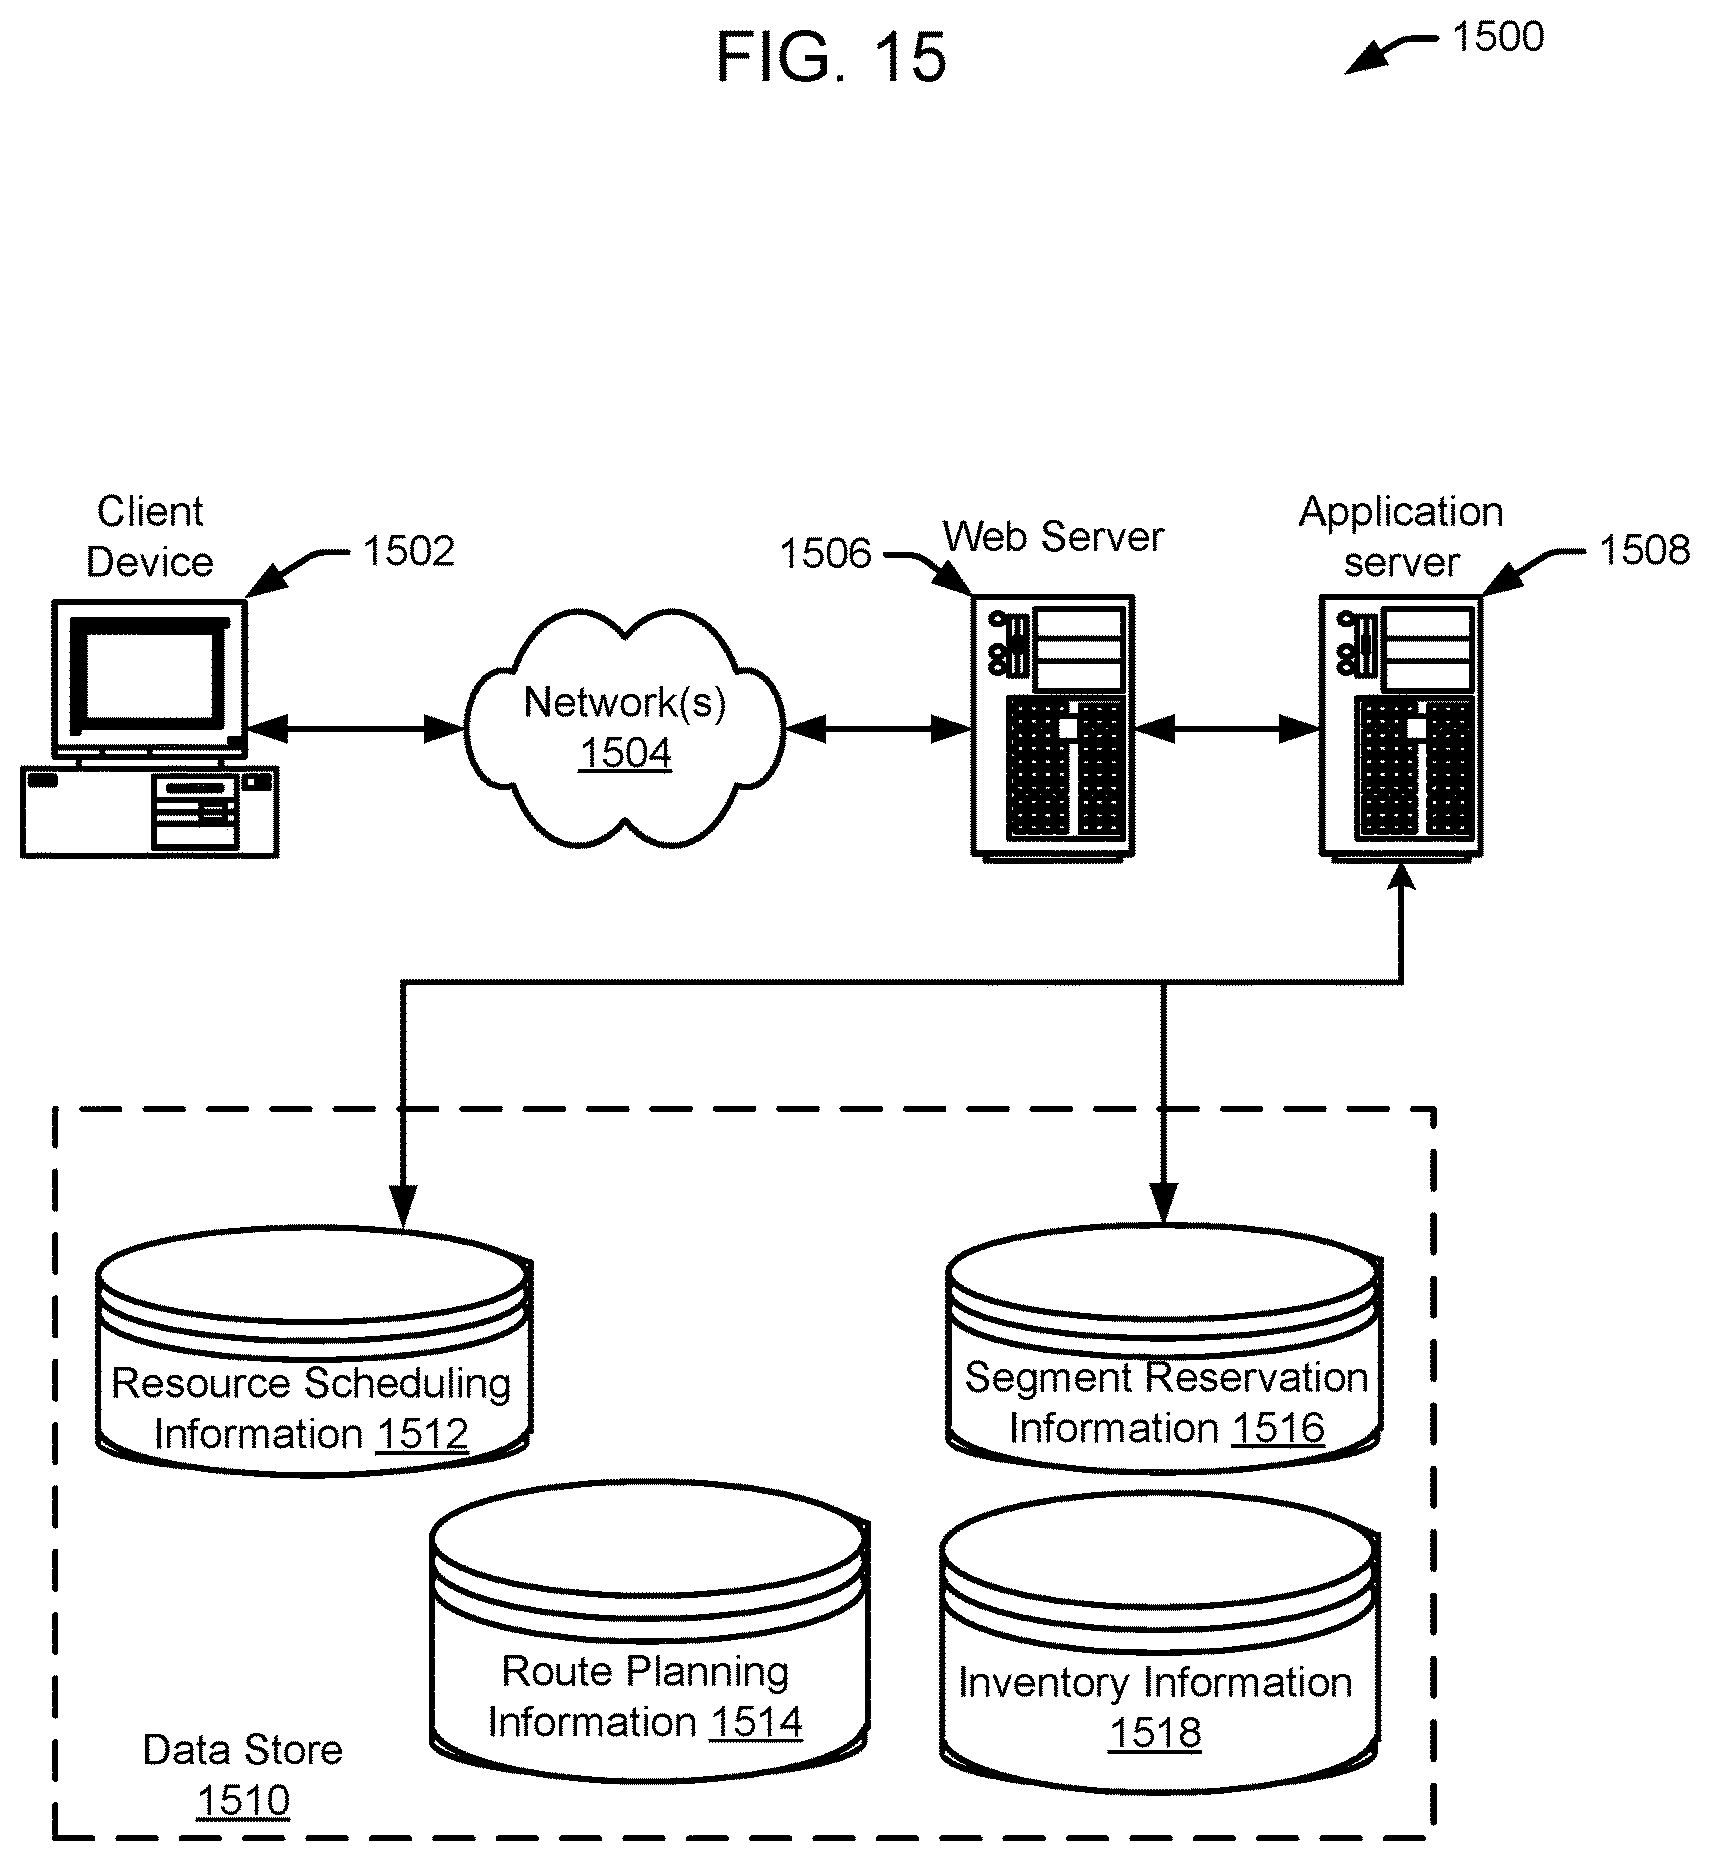 FIG. 15
1500
Client
Device
1502
Network(s)
1504
1506
Web Server
Application
server
1508
Resource Scheduling
Information 1512
Segment Reservation
Information 1516
Route Planning
Information 1514
Inventory Information
1518
Data Store
1510